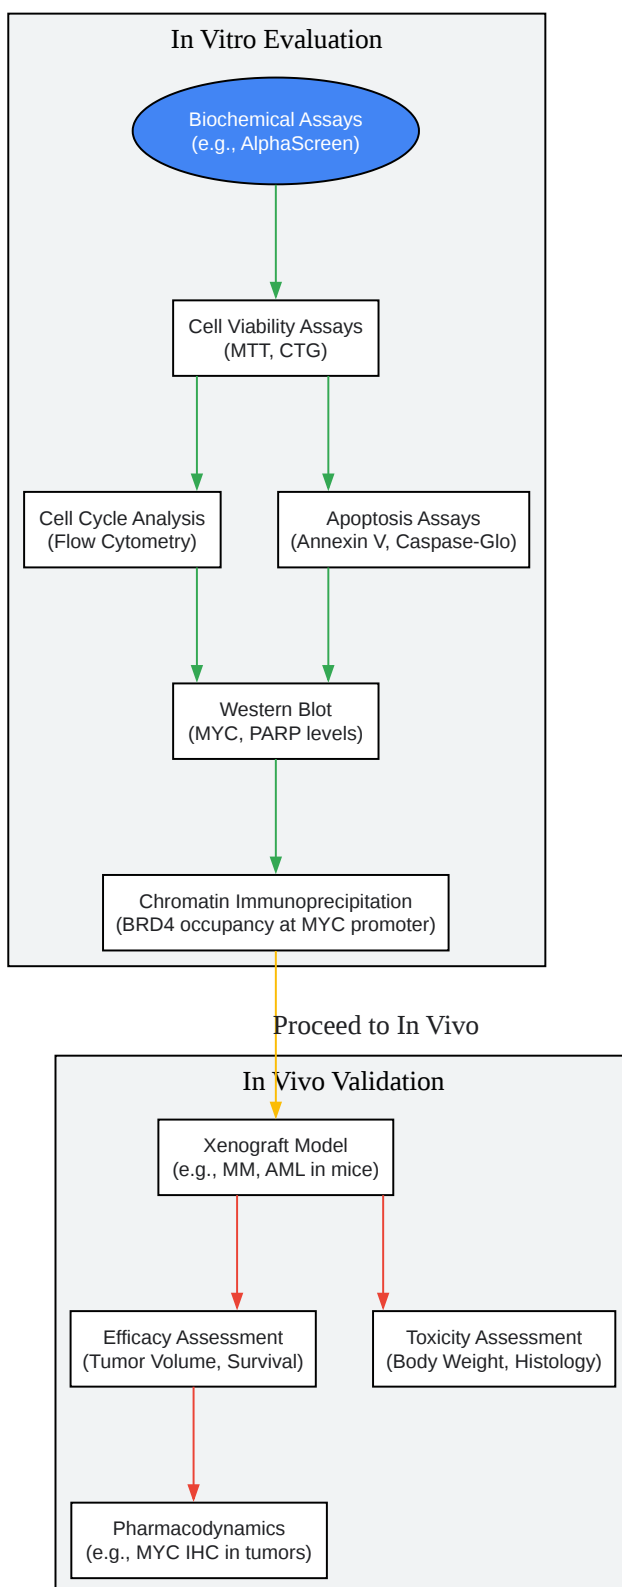 In Vitro Evaluation
Biochemical Assays
(e.g., AlphaScreen)
Cell Viability Assays
(MTT, CTG)
Cell Cycle Analysis
(Flow Cytometry)
Apoptosis Assays
(Annexin V, Caspase-Glo)
Western Blot
(MYC, PARP levels)
Chromatin Immunoprecipitation
(BRD4 occupancy at MYC promoter)
Proceed to In Vivo
In Vivo Validation
Xenograft Model
(e.g., MM, AML in mice)
Efficacy Assessment
(Tumor Volume, Survival)
Toxicity Assessment
(Body Weight, Histology)
Pharmacodynamics
(e.g., MYC IHC in tumors)